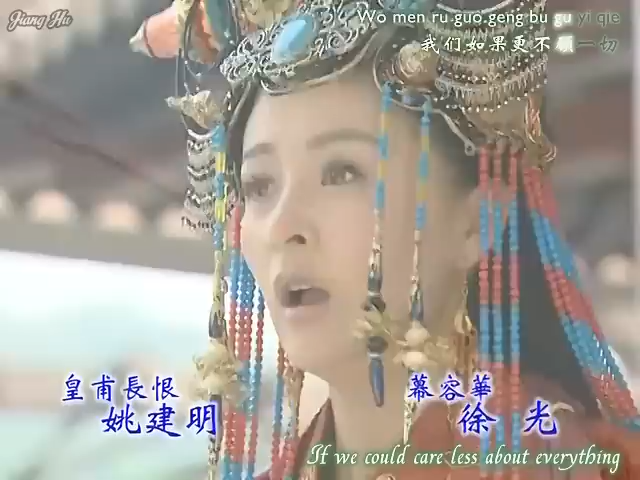 Jiang Hu
Wo men ru guo geng bu gu yi qie
我们如果更不顧一切
皇甫長恨
姚建明
幕容華
徐光
If we could care less about everything